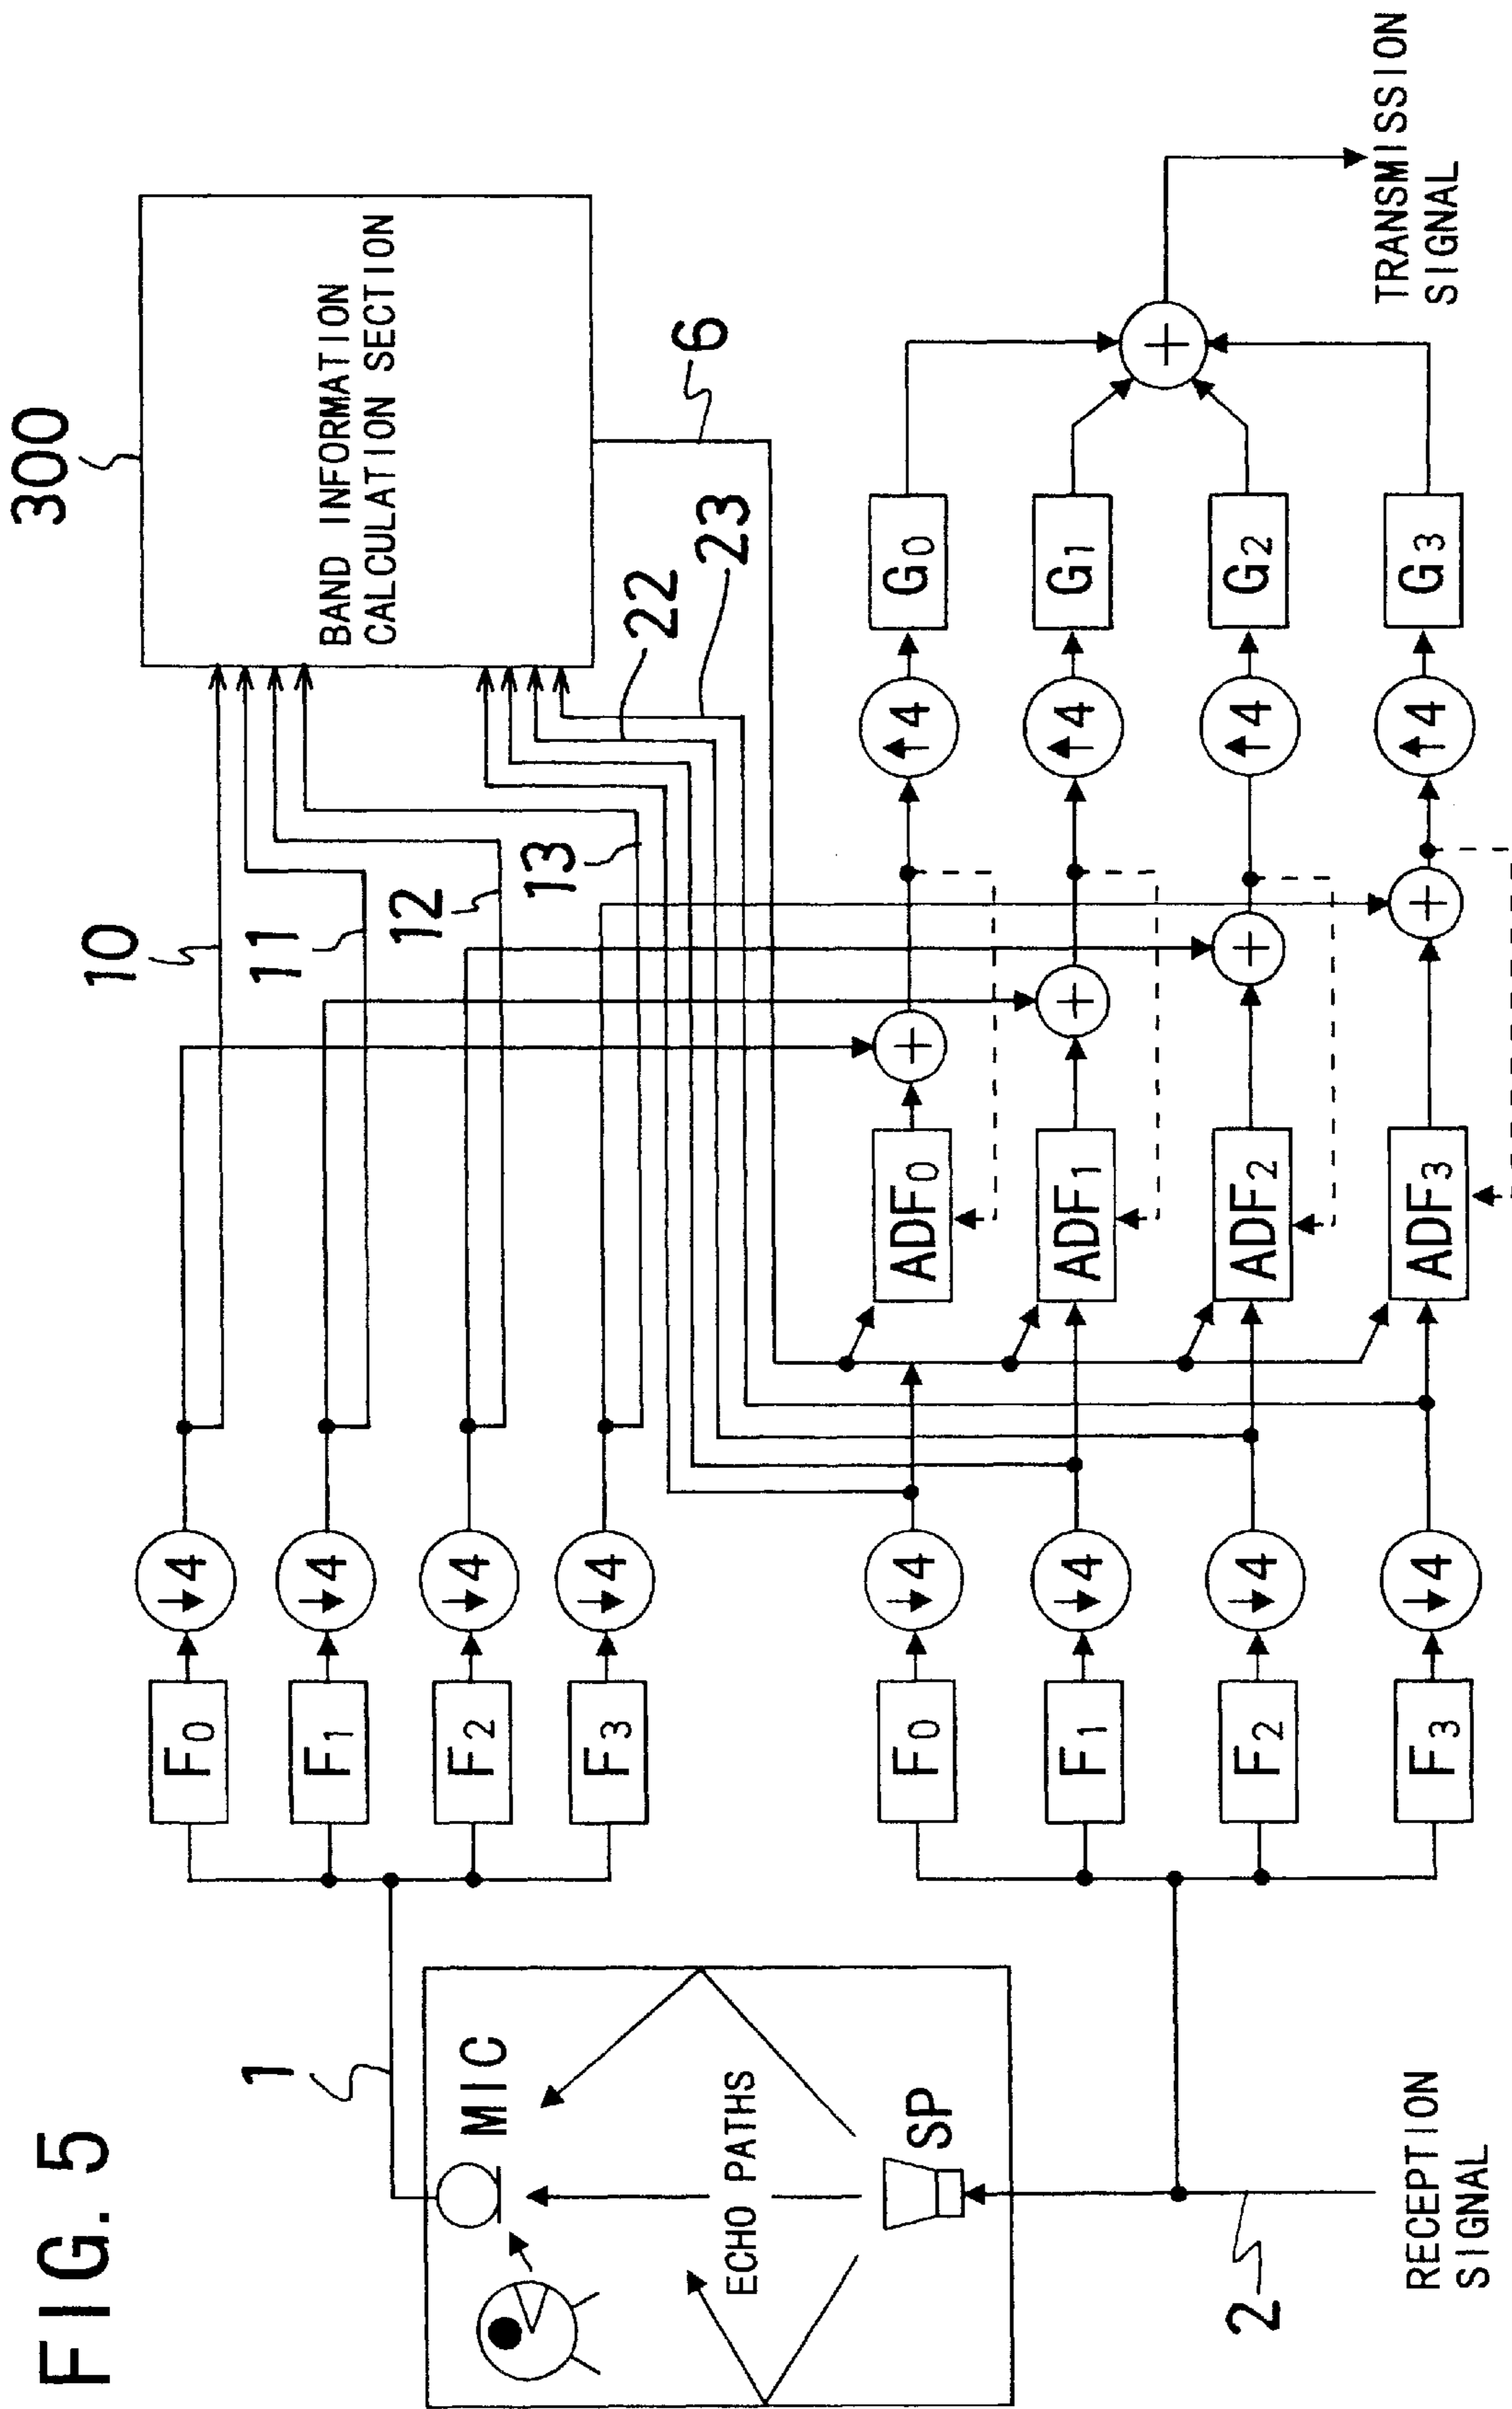 FIG. 5
300
BAND INFORMATION
CALCULATION SECTION
10
11
12
13
22
23
6
1
MIC
ECHO PATHS
SP
2
RECEPTION
SIGNAL
F0
↓4
F1
↓4
F2
↓4
F3
↓4
F0
↓4
ADF0
+
↑4
G0
F1
↓4
ADF1
+
↑4
G1
F2
↓4
ADF2
+
↑4
G2
F3
↓4
ADF3
+
↑4
G3
+
TRANSMISSION
SIGNAL